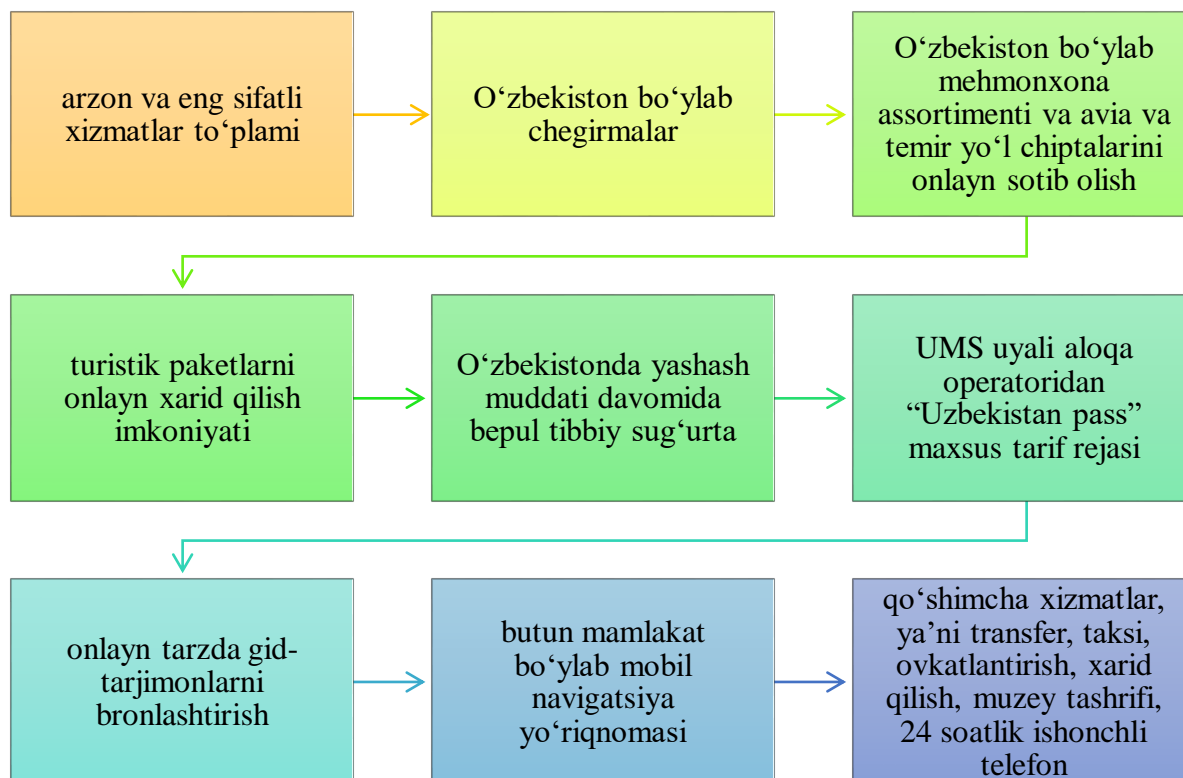 arzon va eng sifatli
xizmatlar to‘plami
O‘zbekiston bo‘ylab
chegirmalar
O‘zbekiston bo‘ylab
mehmonxona
assortimenti va avia va
temir yo‘l chiptalarini
onlayn sotib olish
turistik paketlarni
onlayn xarid qilish
imkoniyati
O‘zbekistonda yashash
muddati davomida
bepul tibbiy sug‘urta
UMS uyali aloqa
operatoridan
“Uzbekistan pass”
maxsus tarif rejasi
onlayn tarzda gid-
tarjimonlarni
bronlashtirish
butun mamlakat
bo‘ylab mobil
navigatsiya
yo‘riqnomasi
qo‘shimcha xizmatlar,
ya’ni transfer, taksi,
ovkatlantirish, xarid
qilish, muzey tashrifi,
24 soatlik ishonchli
telefon